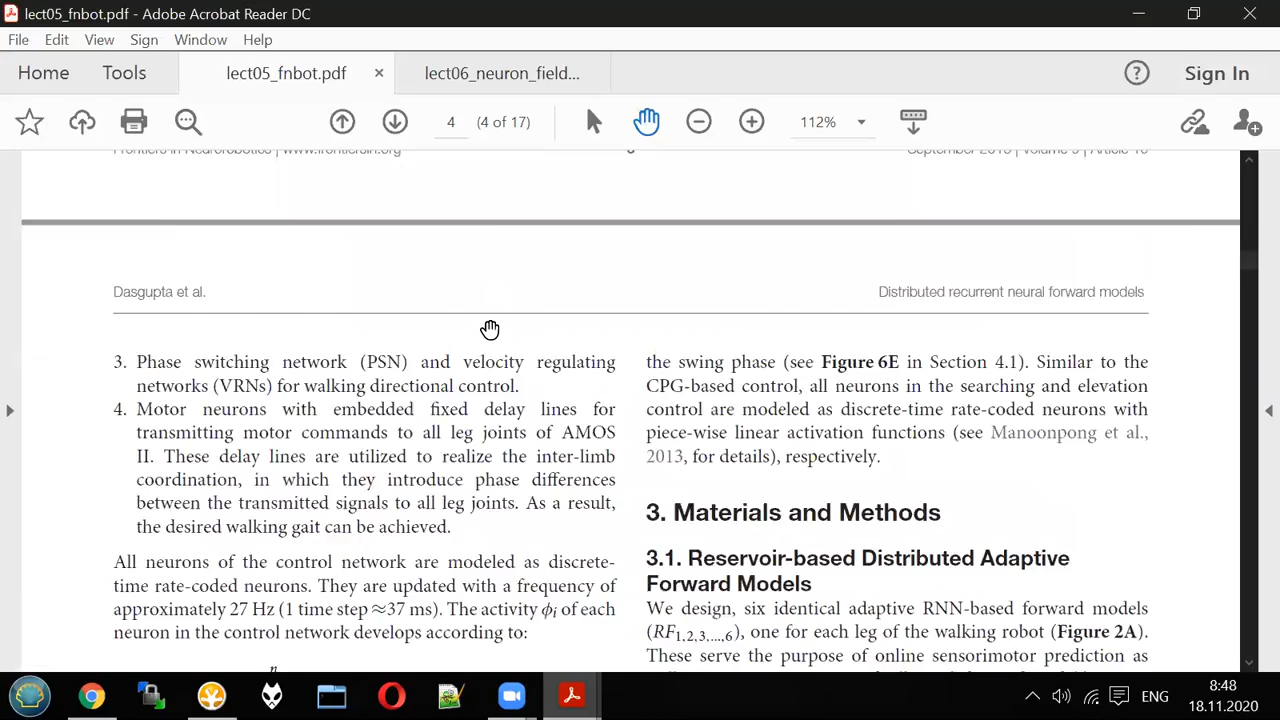 lect05_fnbot.pdf - Adobe Acrobat Reader DC
File Edit View Sign Window Help
Home Tools lect05_fnbot.pdf × lect06_neuron_field... Sign In
4 (4 of 17) 112%
Frontiers in Neurorobotics | www.frontiersin.org September 2015 | Volume 9 | Article 10
Dasgupta et al. Distributed recurrent neural forward models
3. Phase switching network (PSN) and velocity regulating
networks (VRNs) for walking directional control.
4. Motor neurons with embedded fixed delay lines for
transmitting motor commands to all leg joints of AMOS
II. These delay lines are utilized to realize the inter-limb
coordination, in which they introduce phase differences
between the transmitted signals to all leg joints. As a result,
the desired walking gait can be achieved.
All neurons of the control network are modeled as discrete-
time rate-coded neurons. They are updated with a frequency of
approximately 27 Hz (1 time step ≈37 ms). The activity ϕi of each
neuron in the control network develops according to:
n
the swing phase (see Figure 6E in Section 4.1). Similar to the
CPG-based control, all neurons in the searching and elevation
control are modeled as discrete-time rate-coded neurons with
piece-wise linear activation functions (see Manoonpong et al.,
2013, for details), respectively.
3. Materials and Methods
3.1. Reservoir-based Distributed Adaptive
Forward Models
We design, six identical adaptive RNN-based forward models
(RF1,2,3,...,6), one for each leg of the walking robot (Figure 2A).
These serve the purpose of online sensorimotor prediction as
ENG
8:48
18.11.2020